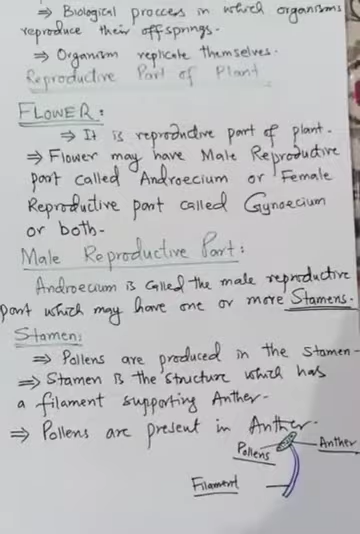 ⇒ Biological proccers in which organisms
reproduce their offsprings.
⇒ Organism replicate themselves.
Reproductive Part of Plant
FLOWER:
⇒ It is reproductive part of plant.
⇒ Flower may have Male Reproductive
part called Androecium or Female
Reproductive part called Gynoecium
or both-
Male Reproductive Part:
Androecium is called the male reproductive
part which may have one or more Stamens.
Stamen:
⇒ Pollens are produced in the stamen-
⇒ Stamen is the structure which has
a filament supporting Anther-
⇒ Pollens are present in Anther-
Pollens
Anther
Filament